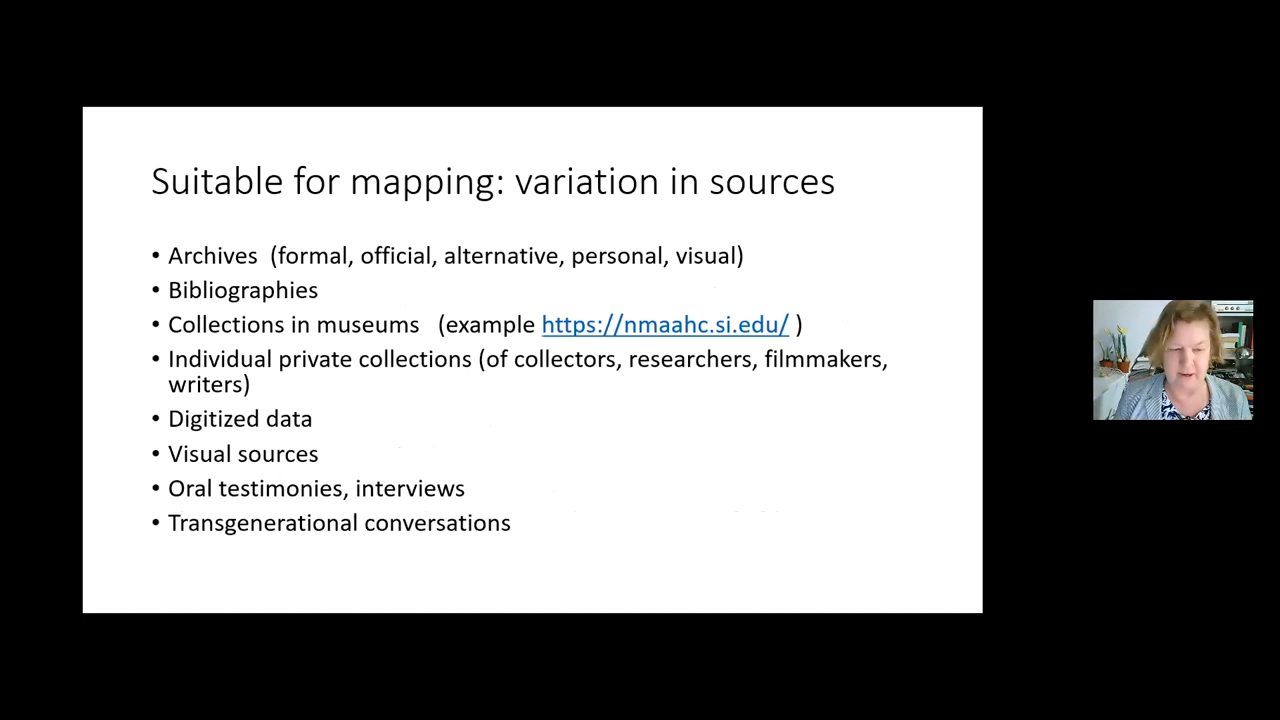 Suitable for mapping: variation in sources
• Archives  (formal, official, alternative, personal, visual)
• Bibliographies
• Collections in museums   (example https://nmaahc.si.edu/ )
• Individual private collections (of collectors, researchers, filmmakers,
writers)
• Digitized data
• Visual sources
• Oral testimonies, interviews
• Transgenerational conversations